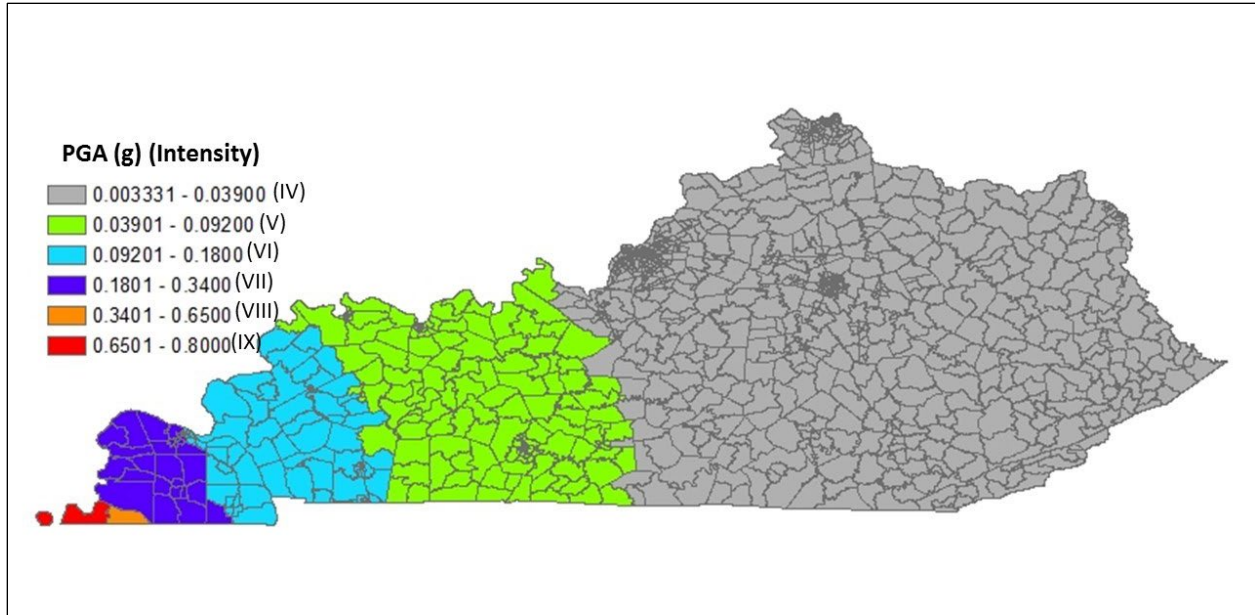 PGA (g) (Intensity)
0.003331 - 0.03900 (IV)
0.03901 - 0.09200 (V)
0.09201 - 0.1800 (VI)
0.1801 - 0.3400 (VII)
0.3401 - 0.6500 (VIII)
0.6501 - 0.8000(IX)